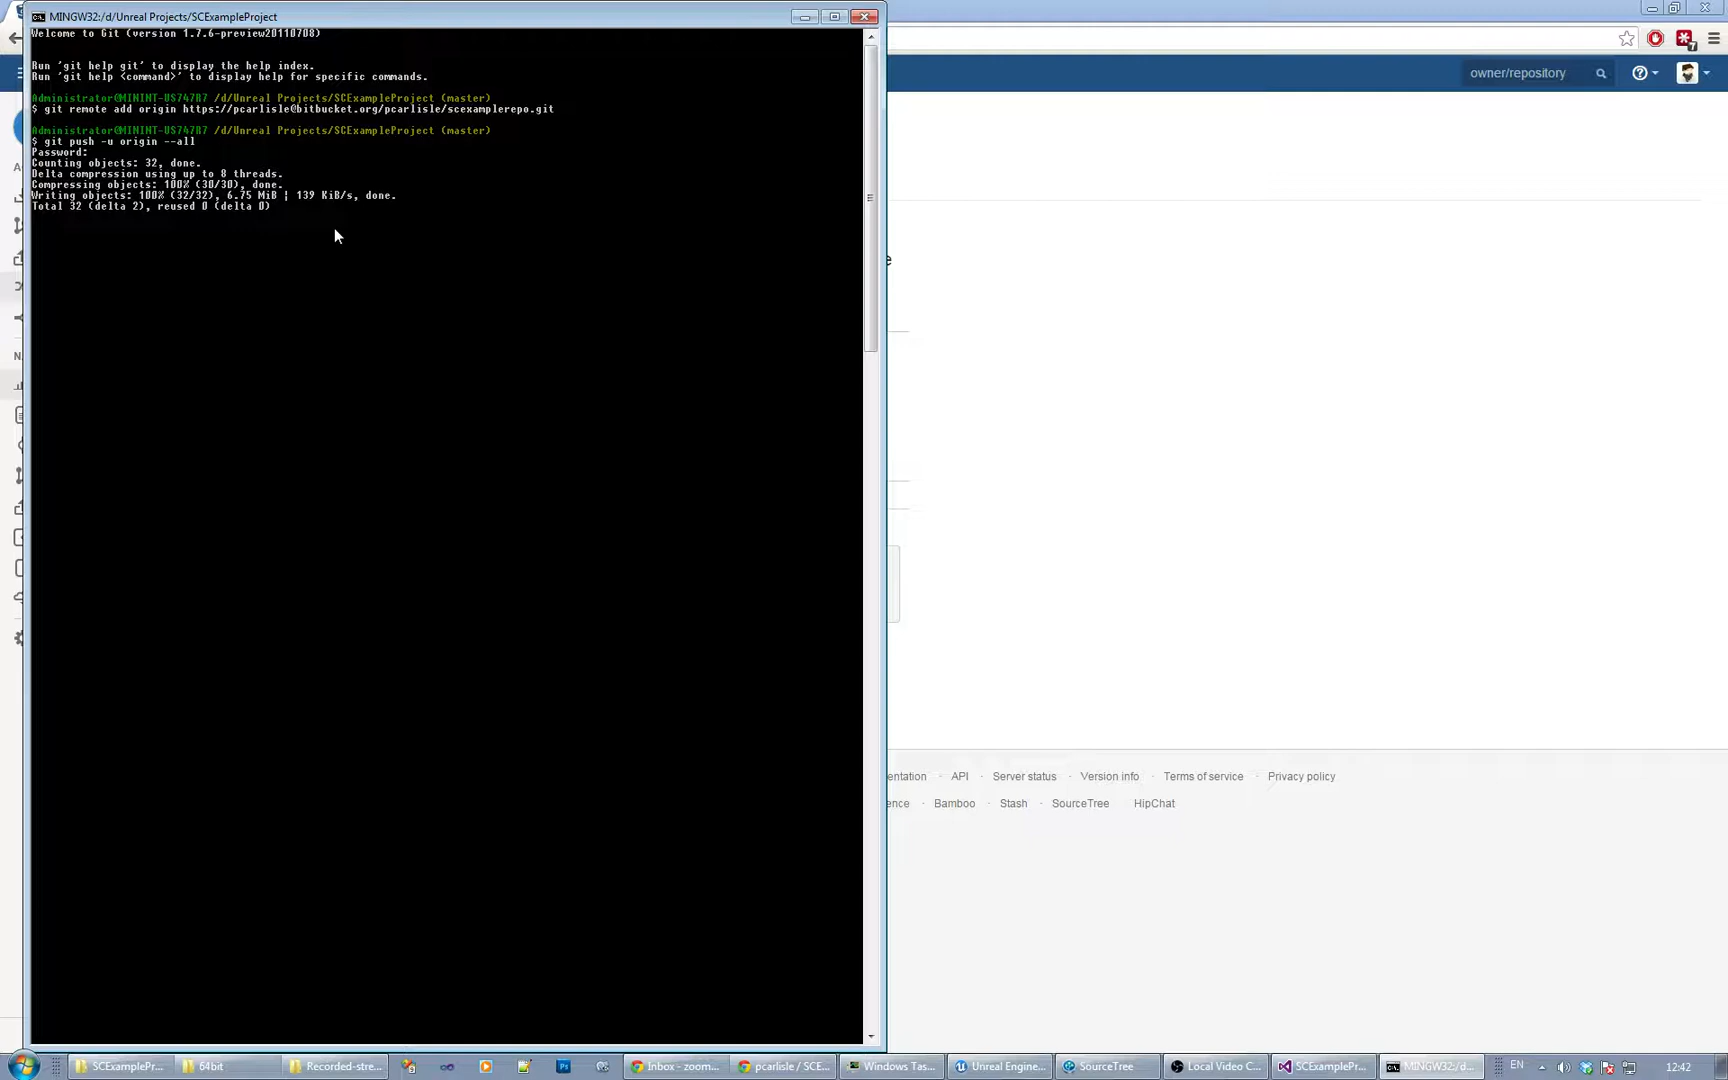 MINGW32:/d/Unreal Projects/SCExampleProject
Welcome to Git (version 1.7.6-preview20110708)
Run 'git help git' to display the help index.
Run 'git help <command>' to display help for specific commands.
Administrator@MININT-US747R7 /d/Unreal Projects/SCExampleProject (master)
$ git remote add origin https://pcarlisle@bitbucket.org/pcarlisle/scexamplerepo.git
Administrator@MININT-US747R7 /d/Unreal Projects/SCExampleProject (master)
$ git push -u origin --all
Password:
Counting objects: 32, done.
Delta compression using up to 8 threads.
Compressing objects: 100% (30/30), done.
Writing objects: 100% (32/32), 6.75 MiB | 139 KiB/s, done.
Total 32 (delta 2), reused 0 (delta 0)
owner/repository
7
e
entation · API · Server status · Version info · Terms of service · Privacy policy
ence · Bamboo · Stash · SourceTree · HipChat
SCExamplePr... 64bit Recorded-stre... Inbox - zoom... pcarlisle / SCE... Windows Tas... Unreal Engine... SourceTree Local Video C... SCExamplePr... MINGW32:/d... EN 12:42